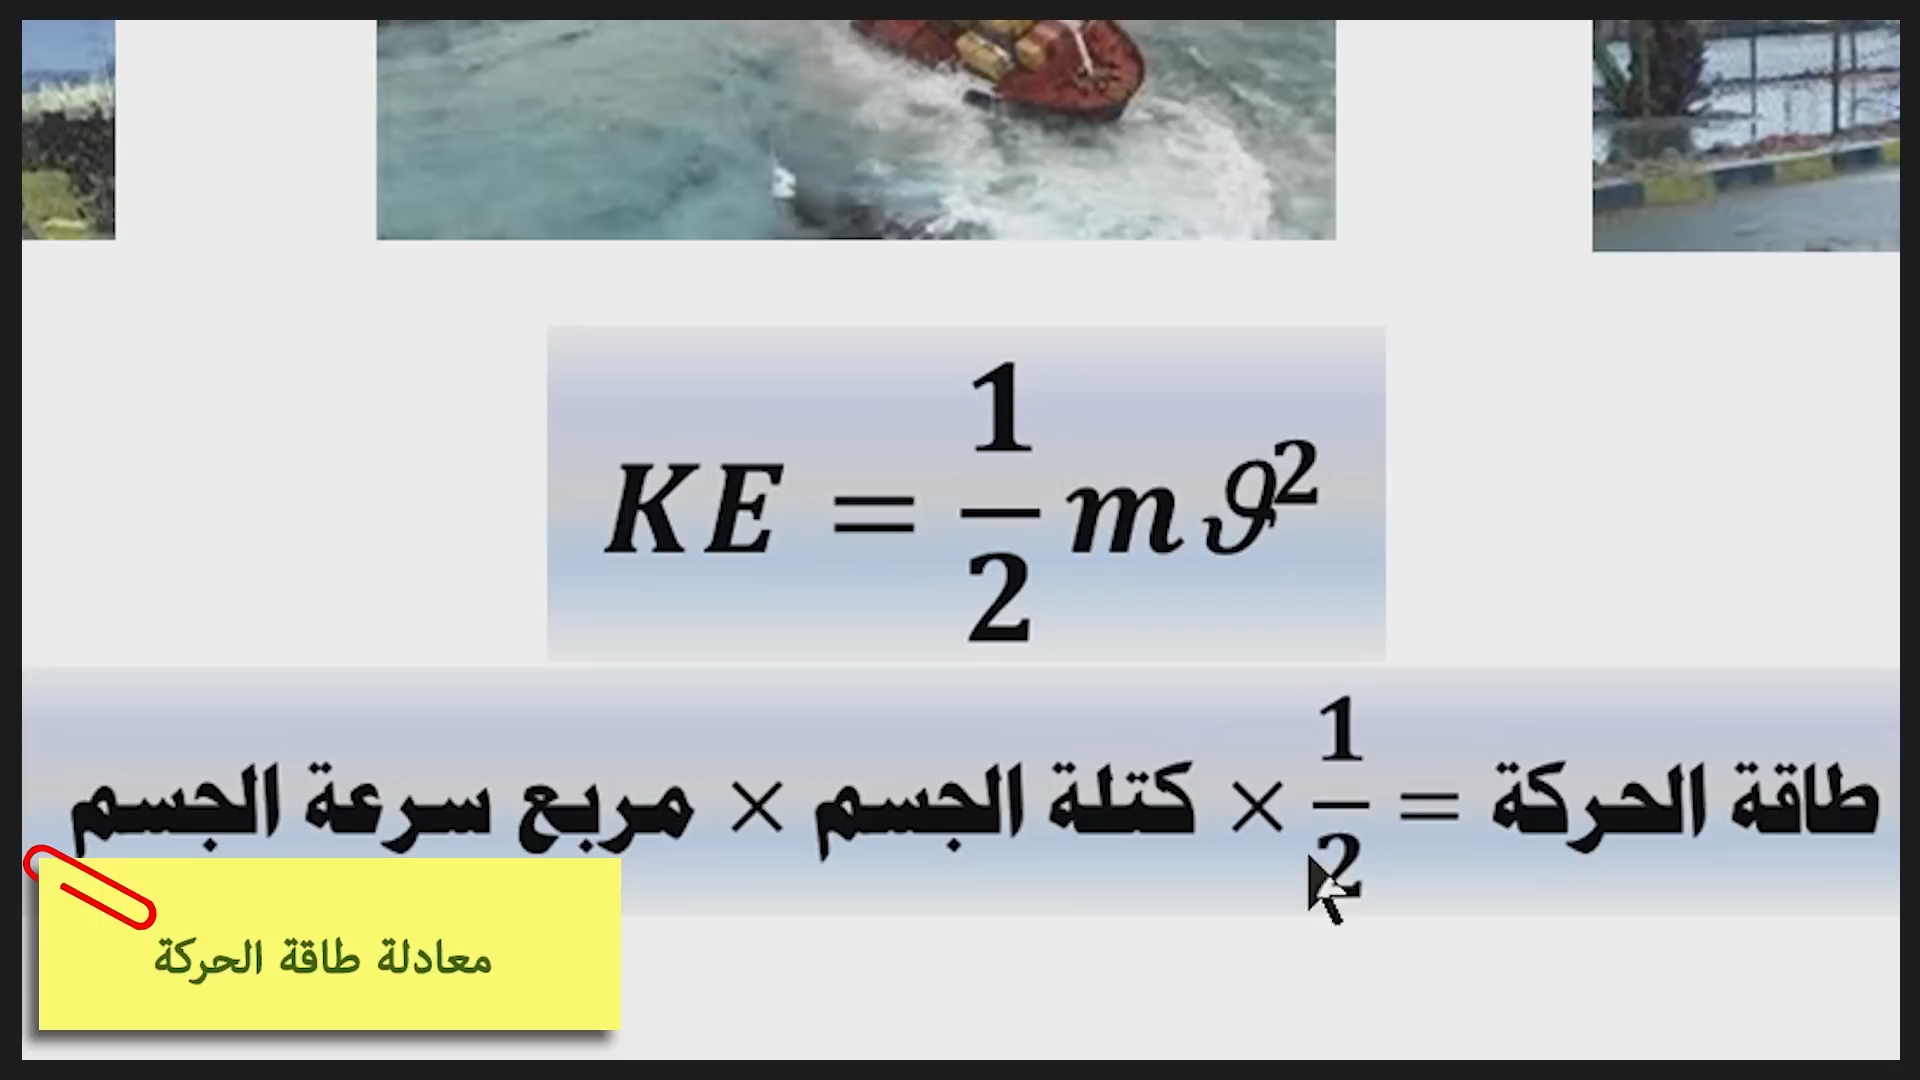 KE = 1/2 m𝜗²
طاقة الحركة = 1/2 × كتلة الجسم × مربع سرعة الجسم
معادلة طاقة الحركة